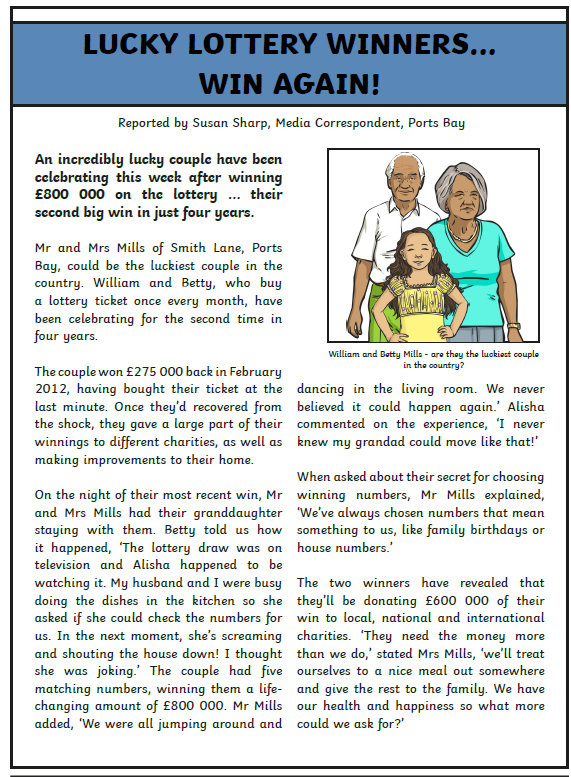 LUCKY LOTTERY WINNERS...
WIN AGAIN!
Reported by Susan Sharp, Media Correspondent, Ports Bay
An incredibly lucky couple have been
celebrating this week after winning
£800 000 on the lottery ... their
second big win in just four years.
Mr and Mrs Mills of Smith Lane, Ports
Bay, could be the luckiest couple in the
country. William and Betty, who buy
a lottery ticket once every month, have
been celebrating for the second time in
four years.
The couple won £275 000 back in February
2012, having bought their ticket at the
last minute. Once they'd recovered from
the shock, they gave a large part of their
winnings to different charities, as well as
making improvements to their home.
On the night of their most recent win, Mr
and Mrs Mills had their granddaughter
staying with them. Betty told us how
it happened, ‘The lottery draw was on
television and Alisha happened to be
watching it. My husband and I were busy
doing the dishes in the kitchen so she
asked if she could check the numbers for
us. In the next moment, she's screaming
and shouting the house down! I thought
she was joking.’ The couple had five
matching numbers, winning them a life-
changing amount of £800 000. Mr Mills
added, ‘We were all jumping around and
William and Betty Mills - are they the luckiest couple
in the country?
dancing in the living room. We never
believed it could happen again.’ Alisha
commented on the experience, ‘I never
knew my grandad could move like that!’
When asked about their secret for choosing
winning numbers, Mr Mills explained,
‘We've always chosen numbers that mean
something to us, like family birthdays or
house numbers.’
The two winners have revealed that
they'll be donating £600 000 of their
win to local, national and international
charities. ‘They need the money more
than we do,’ stated Mrs Mills, ‘we'll treat
ourselves to a nice meal out somewhere
and give the rest to the family. We have
our health and happiness so what more
could we ask for?’